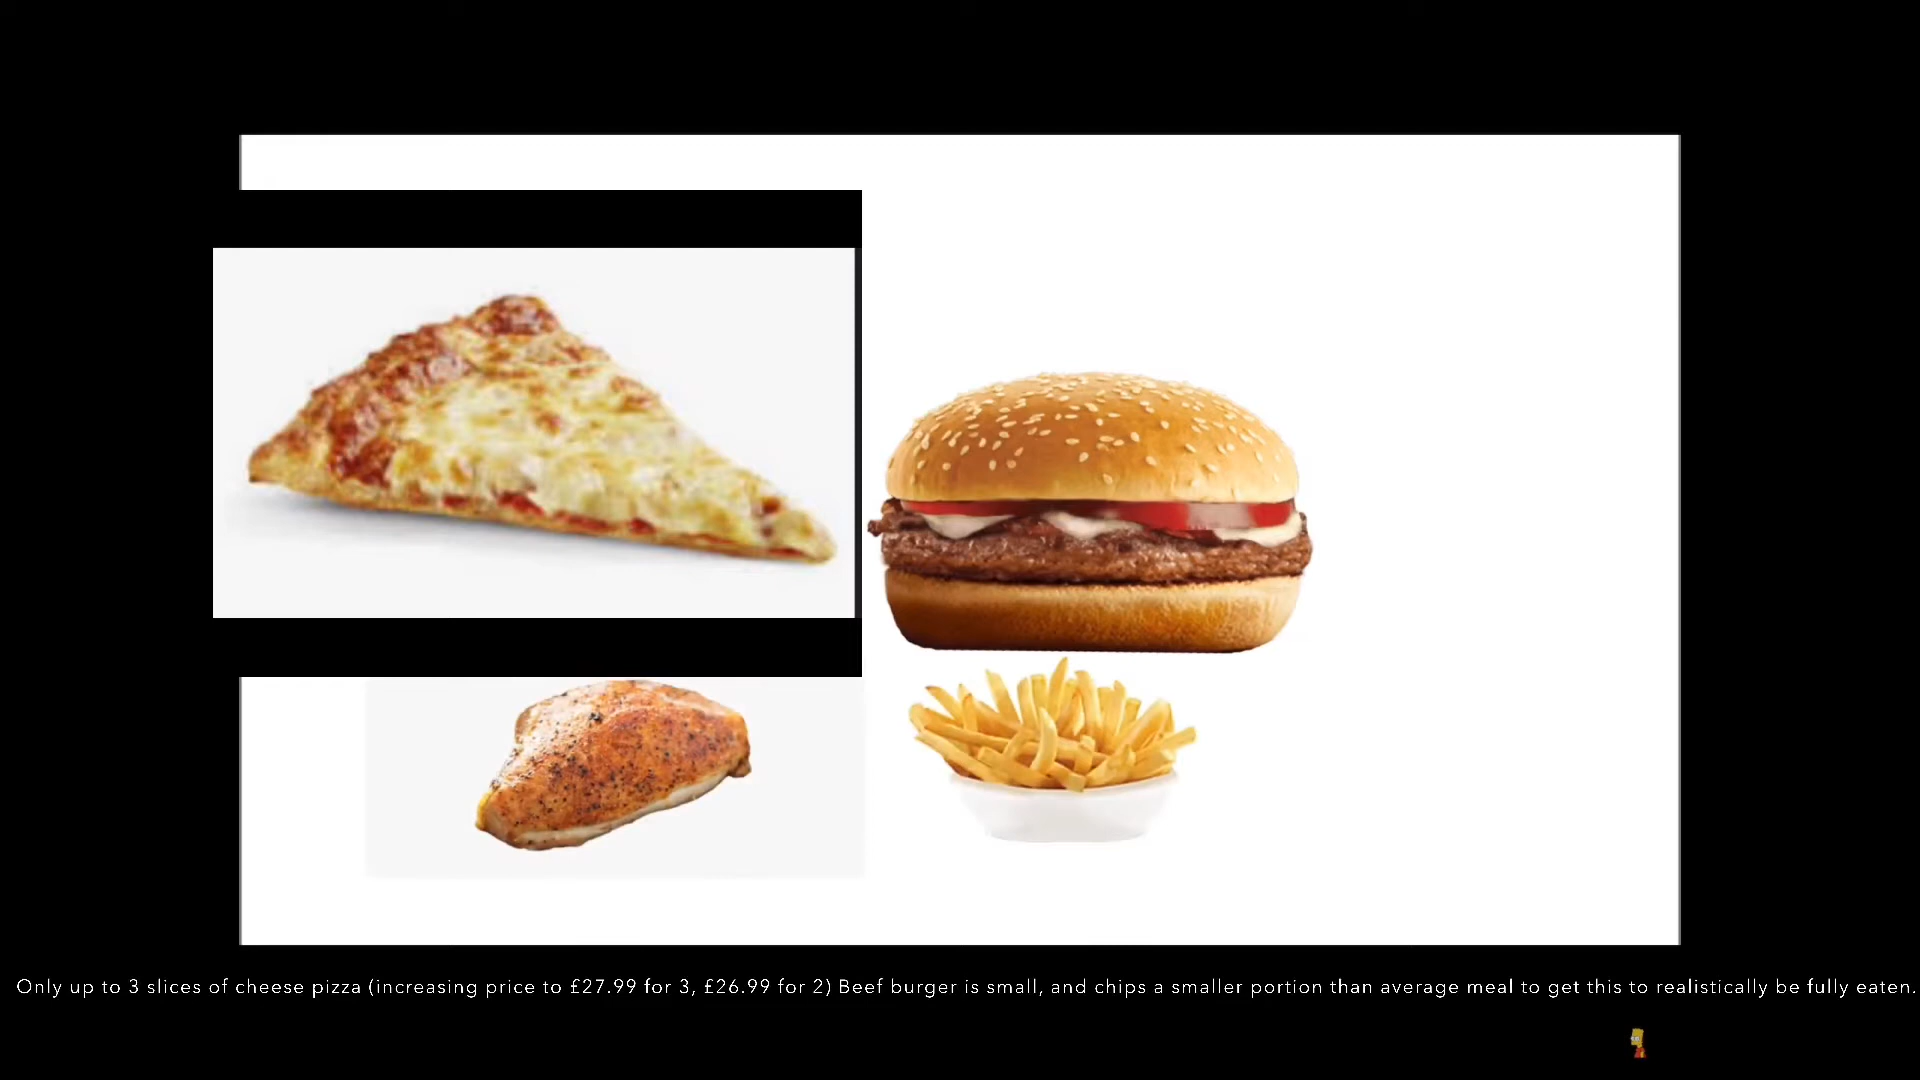 Only up to 3 slices of cheese pizza (increasing price to £27.99 for 3, £26.99 for 2) Beef burger is small, and chips a smaller portion than average meal to get this to realistically be fully eaten.